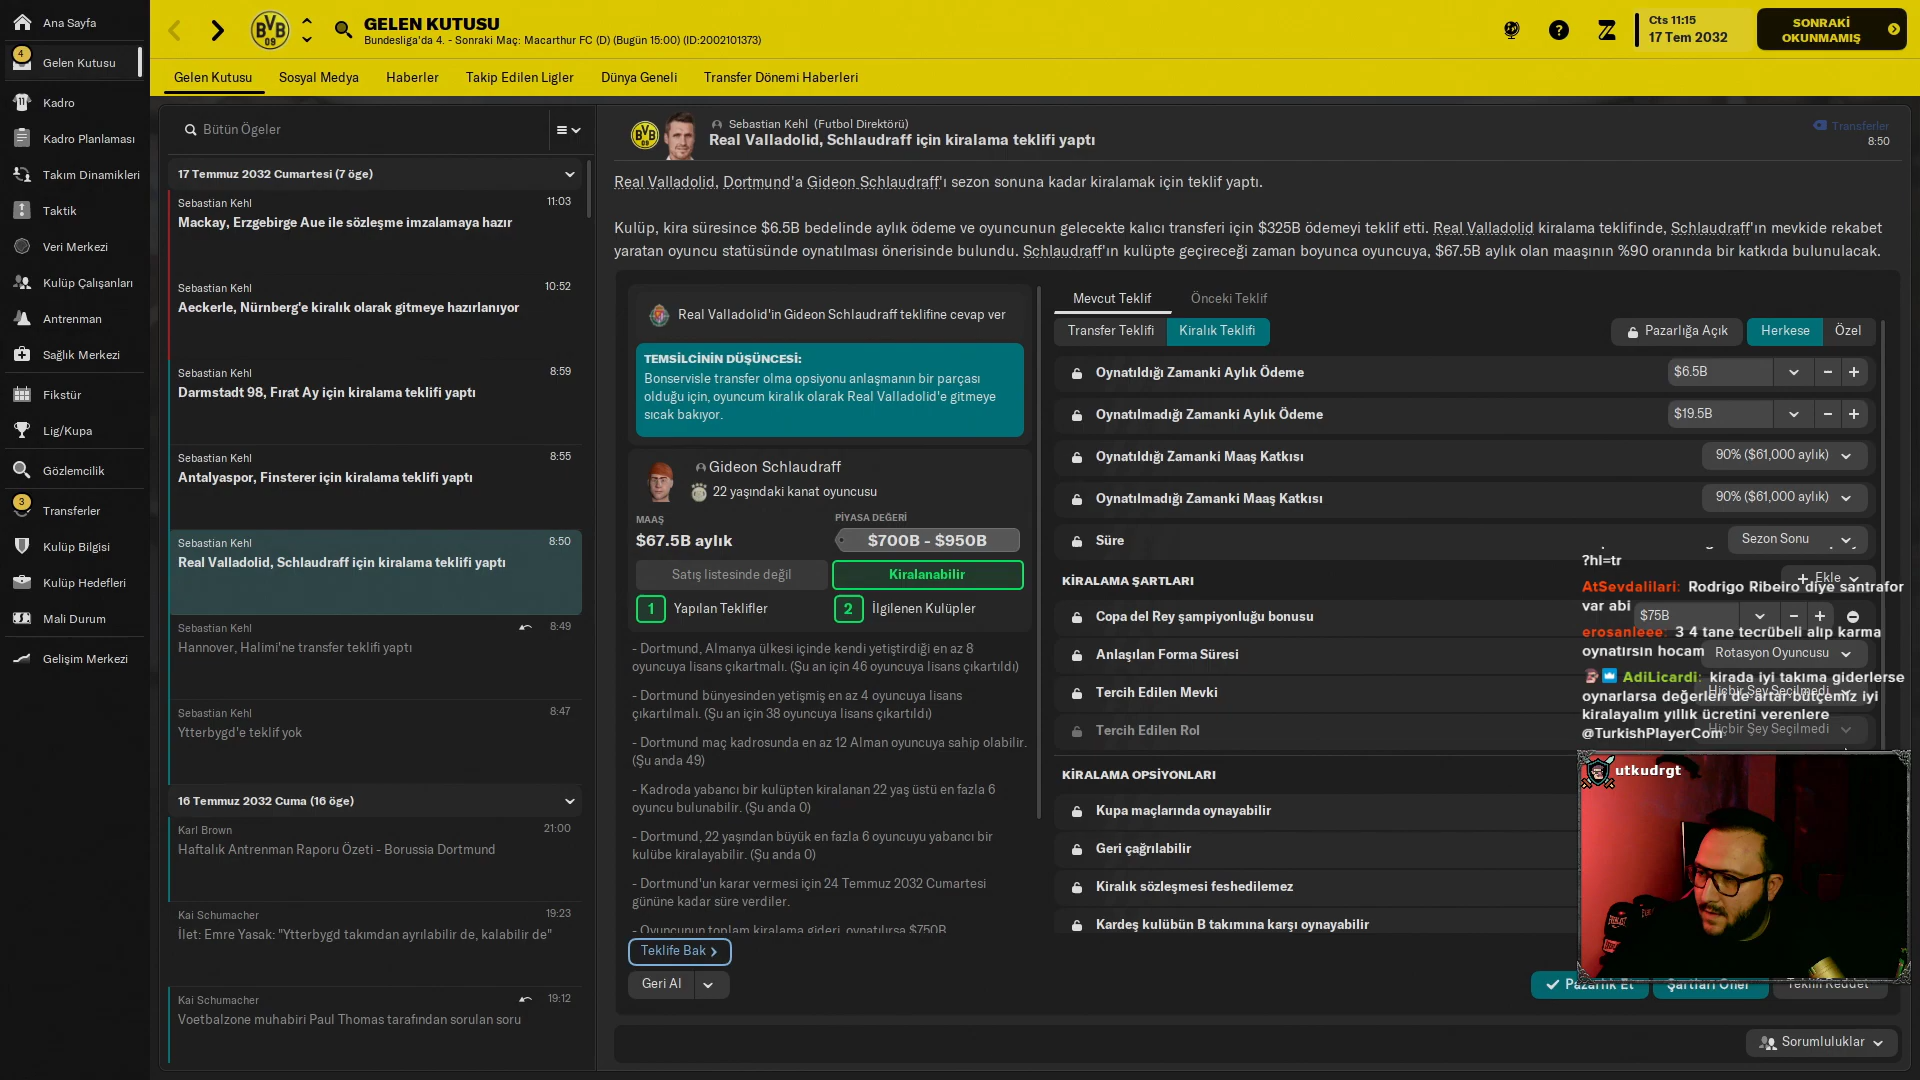 Ana Sayfa
4
Gelen Kutusu
Kadro
Kadro Planlaması
Takım Dinamikleri
Taktik
Veri Merkezi
Kulüp Çalışanları
Antrenman
Sağlık Merkezi
Fikstür
Lig/Kupa
Gözlemcilik
3
Transferler
Kulüp Bilgisi
Kulüp Hedefleri
Mali Durum
Gelişim Merkezi
GELEN KUTUSU
Bundesliga'da 4. - Sonraki Maç: Macarthur FC (D) (Bugün 15:00) (ID:2002101373)
Cts 11:15
17 Tem 2032
SONRAKİ
OKUNMAMIŞ
Gelen Kutusu Sosyal Medya Haberler Takip Edilen Ligler Dünya Geneli Transfer Dönemi Haberleri
Bütün Ögeler
17 Temmuz 2032 Cumartesi (7 öge)
Sebastian Kehl 11:03
Mackay, Erzgebirge Aue ile sözleşme imzalamaya hazır
Sebastian Kehl 10:52
Aeckerle, Nürnberg'e kiralık olarak gitmeye hazırlanıyor
Sebastian Kehl 8:59
Darmstadt 98, Fırat Ay için kiralama teklifi yaptı
Sebastian Kehl 8:55
Antalyaspor, Finsterer için kiralama teklifi yaptı
Sebastian Kehl 8:50
Real Valladolid, Schlaudraff için kiralama teklifi yaptı
Sebastian Kehl 8:49
Hannover, Halimi'ne transfer teklifi yaptı
Sebastian Kehl 8:47
Ytterbygd'e teklif yok
16 Temmuz 2032 Cuma (16 öge)
Karl Brown 21:00
Haftalık Antrenman Raporu Özeti - Borussia Dortmund
Kai Schumacher 19:23
İlet: Emre Yasak: "Ytterbygd takımdan ayrılabilir de, kalabilir de"
Kai Schumacher 19:12
Voetbalzone muhabiri Paul Thomas tarafından sorulan soru
Sebastian Kehl (Futbol Direktörü)
Real Valladolid, Schlaudraff için kiralama teklifi yaptı
Transferler
8:50
Real Valladolid, Dortmund'a Gideon Schlaudraff'ı sezon sonuna kadar kiralamak için teklif yaptı.
Kulüp, kira süresince $6.5B bedelinde aylık ödeme ve oyuncunun gelecekte kalıcı transferi için $325B ödemeyi teklif etti. Real Valladolid kiralama teklifinde, Schlaudraff'ın mevkide rekabet
yaratan oyuncu statüsünde oynatılması önerisinde bulundu. Schlaudraff'ın kulüpte geçireceği zaman boyunca oyuncuya, $67.5B aylık olan maaşının %90 oranında bir katkıda bulunulacak.
Real Valladolid'in Gideon Schlaudraff teklifine cevap ver
TEMSİLCİNİN DÜŞÜNCESİ:
Bonservisle transfer olma opsiyonu anlaşmanın bir parçası
olduğu için, oyuncum kiralık olarak Real Valladolid'e gitmeye
sıcak bakıyor.
Gideon Schlaudraff
22 yaşındaki kanat oyuncusu
MAAŞ
$67.5B aylık
PİYASA DEĞERİ
$700B - $950B
Satış listesinde değil
Kiralanabilir
1 Yapılan Teklifler
2 İlgilenen Kulüpler
- Dortmund, Almanya ülkesi içinde kendi yetiştirdiği en az 8
oyuncuya lisans çıkartmalı. (Şu an için 46 oyuncuya lisans çıkartıldı)
- Dortmund bünyesinden yetişmiş en az 4 oyuncuya lisans
çıkartılmalı. (Şu an için 38 oyuncuya lisans çıkartıldı)
- Dortmund maç kadrosunda en az 12 Alman oyuncuya sahip olabilir.
(Şu anda 49)
- Kadroda yabancı bir kulüpten kiralanan 22 yaş üstü en fazla 6
oyuncu bulunabilir. (Şu anda 0)
- Dortmund, 22 yaşından büyük en fazla 6 oyuncuyu yabancı bir
kulübe kiralayabilir. (Şu anda 0)
- Dortmund'un karar vermesi için 24 Temmuz 2032 Cumartesi
gününe kadar süre verdiler.
- Oyuncunun toplam kiralama gideri, oynatılırsa $750B
Teklife Bak
Geri Al
Mevcut Teklif Önceki Teklif
Transfer Teklifi Kiralık Teklifi
Pazarlığa Açık Herkese Özel
Oynatıldığı Zamanki Aylık Ödeme $6.5B
Oynatılmadığı Zamanki Aylık Ödeme $19.5B
Oynatıldığı Zamanki Maaş Katkısı 90% ($61,000 aylık)
Oynatılmadığı Zamanki Maaş Katkısı 90% ($61,000 aylık)
Süre Sezon Sonu
KİRALAMA ŞARTLARI + Ekle
Copa del Rey şampiyonluğu bonusu $75B
Anlaşılan Forma Süresi Rotasyon Oyuncusu
Tercih Edilen Mevki Hiçbir Şey Seçilmedi
Tercih Edilen Rol Hiçbir Şey Seçilmedi
KİRALAMA OPSİYONLARI
Kupa maçlarında oynayabilir
Geri çağrılabilir
Kiralık sözleşmesi feshedilemez
Kardeş kulübün B takımına karşı oynayabilir
?hl=tr
AtSevdalilari: Rodrigo Ribeiro diye santrafor
var abi
erosanleee: 3 4 tane tecrübeli alıp karma
oynatırsın hocam
AdiLicardi: kirada iyi takıma giderlerse
oynarlarsa değerleri de artar bütçemiz iyi
kiralayalim yıllık ücretini verenlere
@TurkishPlayerCom
utkudrgt
Pazarlık Et Şartları Öner Teklifi Reddet
Sorumluluklar